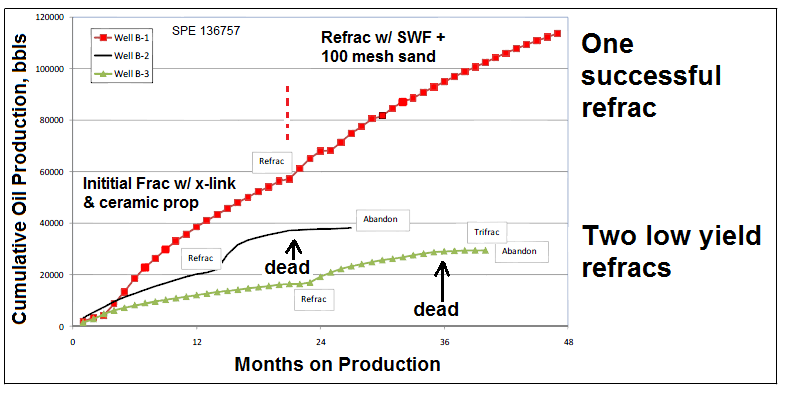 SPE 136757
Well B-1
Well B-2
Well B-3
Refrac w/ SWF +
100 mesh sand
One
successful
refrac
Refrac
Inititial Frac w/ x-link
& ceramic prop
Abandon
Refrac
dead
Trifrac
Abandon
Refrac
dead
Two low yield
refracs
Cumulative Oil Production, bbls
120000
100000
80000
60000
40000
20000
0
0
12
24
36
48
Months on Production